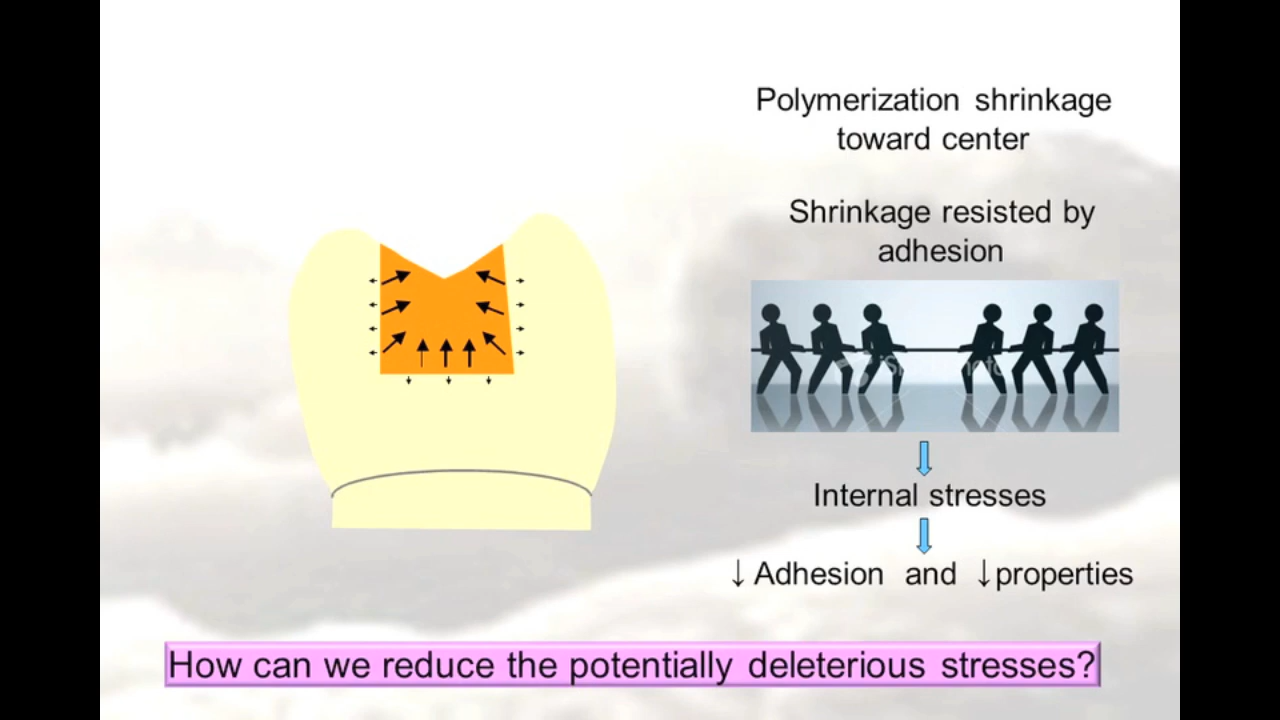 Polymerization shrinkage
toward center
Shrinkage resisted by
adhesion
Internal stresses
↓ Adhesion and ↓properties
How can we reduce the potentially deleterious stresses?